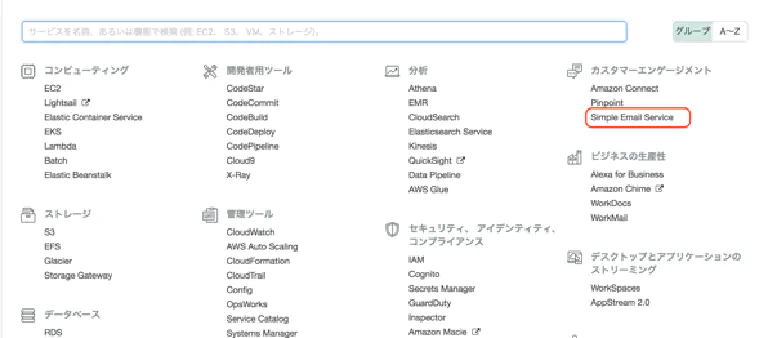 サービスを名前、あるいは機能で検索 (例: EC2、 S3、 VM、ストレージ)。
グループ
A〜Z
コンピューティング
EC2
Lightsail
Elastic Container Service
EKS
Lambda
Batch
Elastic Beanstalk
ストレージ
S3
EFS
Glacier
Storage Gateway
データベース
RDS
開発者用ツール
CodeStar
CodeCommit
CodeBuild
CodeDeploy
CodePipeline
Cloud9
X-Ray
管理ツール
CloudWatch
AWS Auto Scaling
CloudFormation
CloudTrail
Config
OpsWorks
Service Catalog
Systems Manager
分析
Athena
EMR
CloudSearch
Elasticsearch Service
Kinesis
QuickSight
Data Pipeline
AWS Glue
セキュリティ、 アイデンティティ、
コンプライアンス
IAM
Cognito
Secrets Manager
GuardDuty
Inspector
Amazon Macie
カスタマーエンゲージメント
Amazon Connect
Pinpoint
Simple Email Service
ビジネスの生産性
Alexa for Business
Amazon Chime
WorkDocs
WorkMail
デスクトップとアプリケーションの
ストリーミング
WorkSpaces
AppStream 2.0